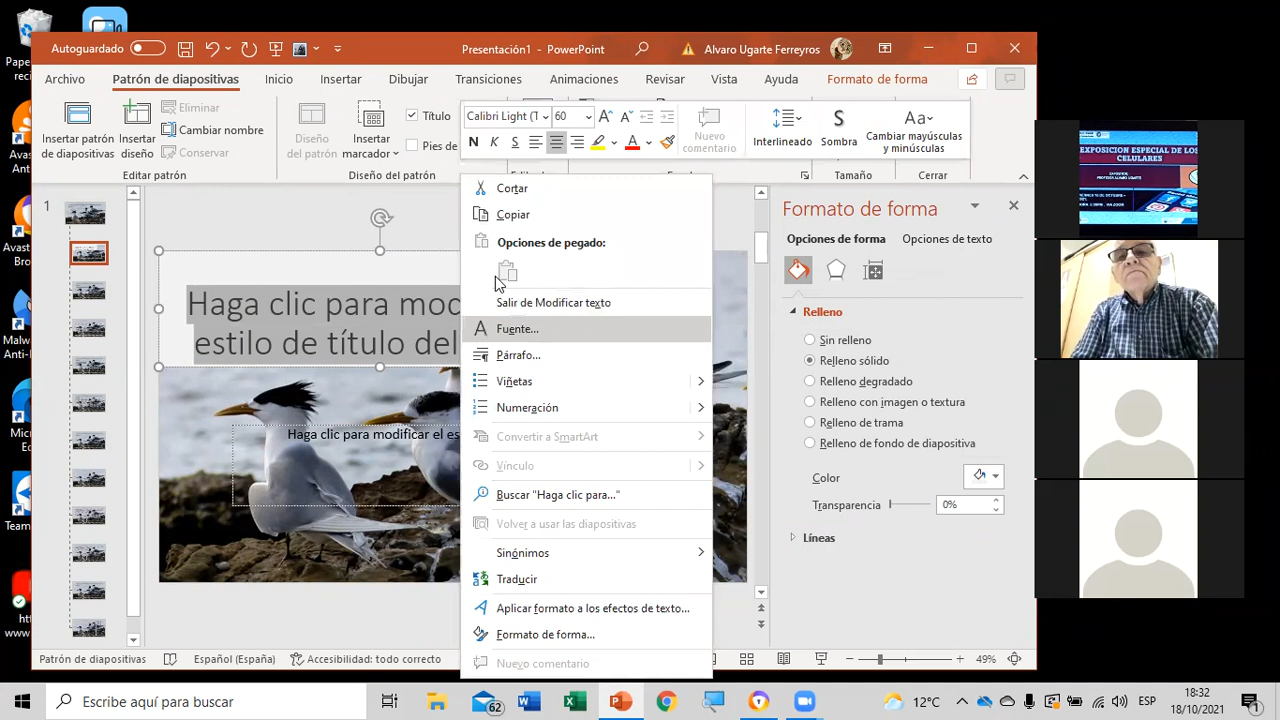 Autoguardado
Presentación1 - PowerPoint
Alvaro Ugarte Ferreyros
Archivo
Patrón de diapositivas
Inicio
Insertar
Dibujar
Transiciones
Animaciones
Revisar
Vista
Ayuda
Formato de forma
Insertar patrón de diapositivas
Insertar diseño
Eliminar
Cambiar nombre
Conservar
Editar patrón
Diseño del patrón
Insertar marcador
Título
Pies de
Diseño del patrón
Calibri Light (T
60
N K S
Nuevo comentario
Interlineado
Sombra
Cambiar mayúsculas y minúsculas
Tamaño
Cerrar
Cortar
Copiar
Opciones de pegado:
Salir de Modificar texto
Fuente...
Párrafo...
Viñetas
Numeración
Convertir a SmartArt
Vínculo
Buscar "Haga clic para..."
Volver a usar las diapositivas
Sinónimos
Traducir
Aplicar formato a los efectos de texto...
Formato de forma...
Nuevo comentario
1
Haga clic para mod
estilo de título del
Haga clic para modificar el es
Formato de forma
Opciones de forma
Opciones de texto
Relleno
Sin relleno
Relleno sólido
Relleno degradado
Relleno con imagen o textura
Relleno de trama
Relleno de fondo de diapositiva
Color
Transparencia
0%
Líneas
EXPOSICION ESPECIAL DE LOS
CELULARES
Patrón de diapositivas
Español (España)
Accesibilidad: todo correcto
49%
Escribe aquí para buscar
62
12°C
ESP
18:32
18/10/2021
1